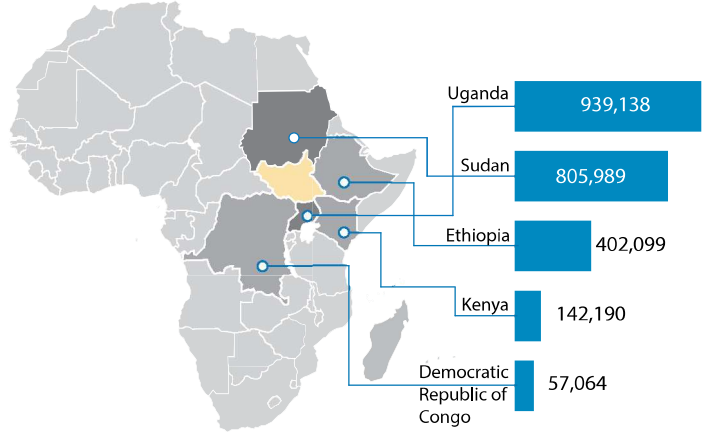 Uganda
939,138
Sudan
805,989
Ethiopia
402,099
Kenya
142,190
Democratic
Republic of
Congo
57,064